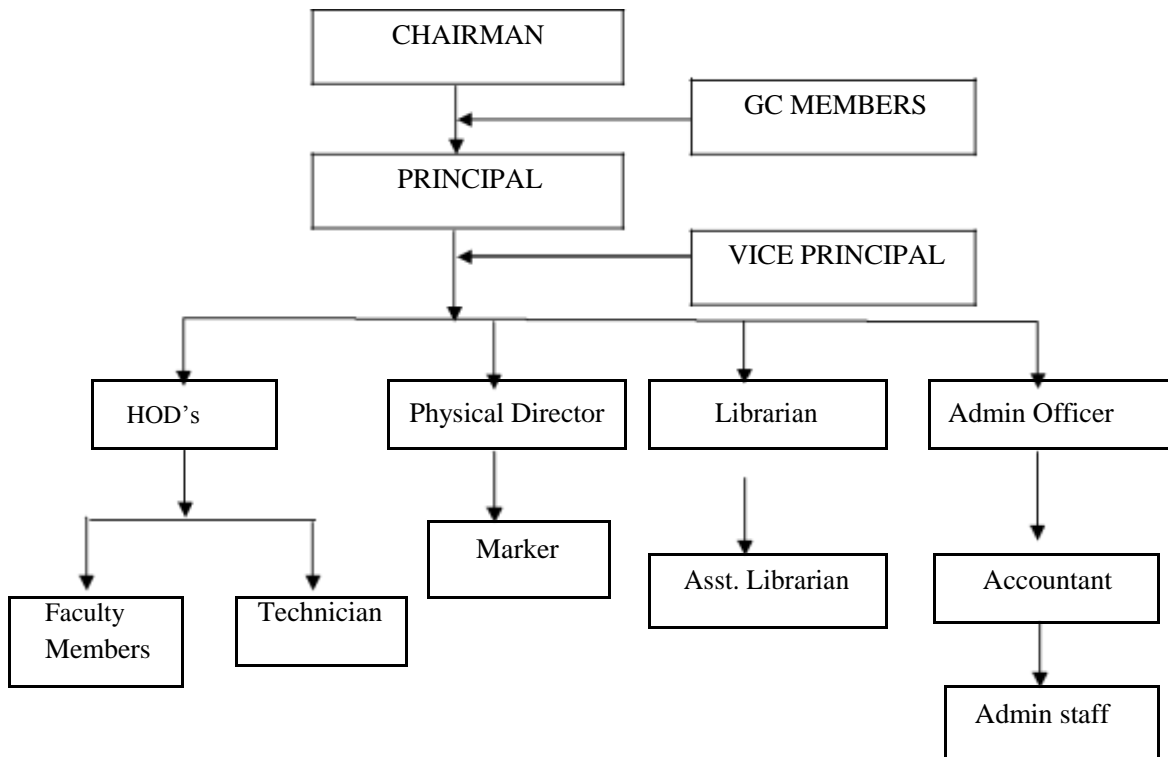 CHAIRMAN
GC MEMBERS
PRINCIPAL
VICE PRINCIPAL
HOD’s
Physical Director
Librarian
Admin Officer
Marker
Asst. Librarian
Accountant
Faculty
Members
Technician
Admin staff